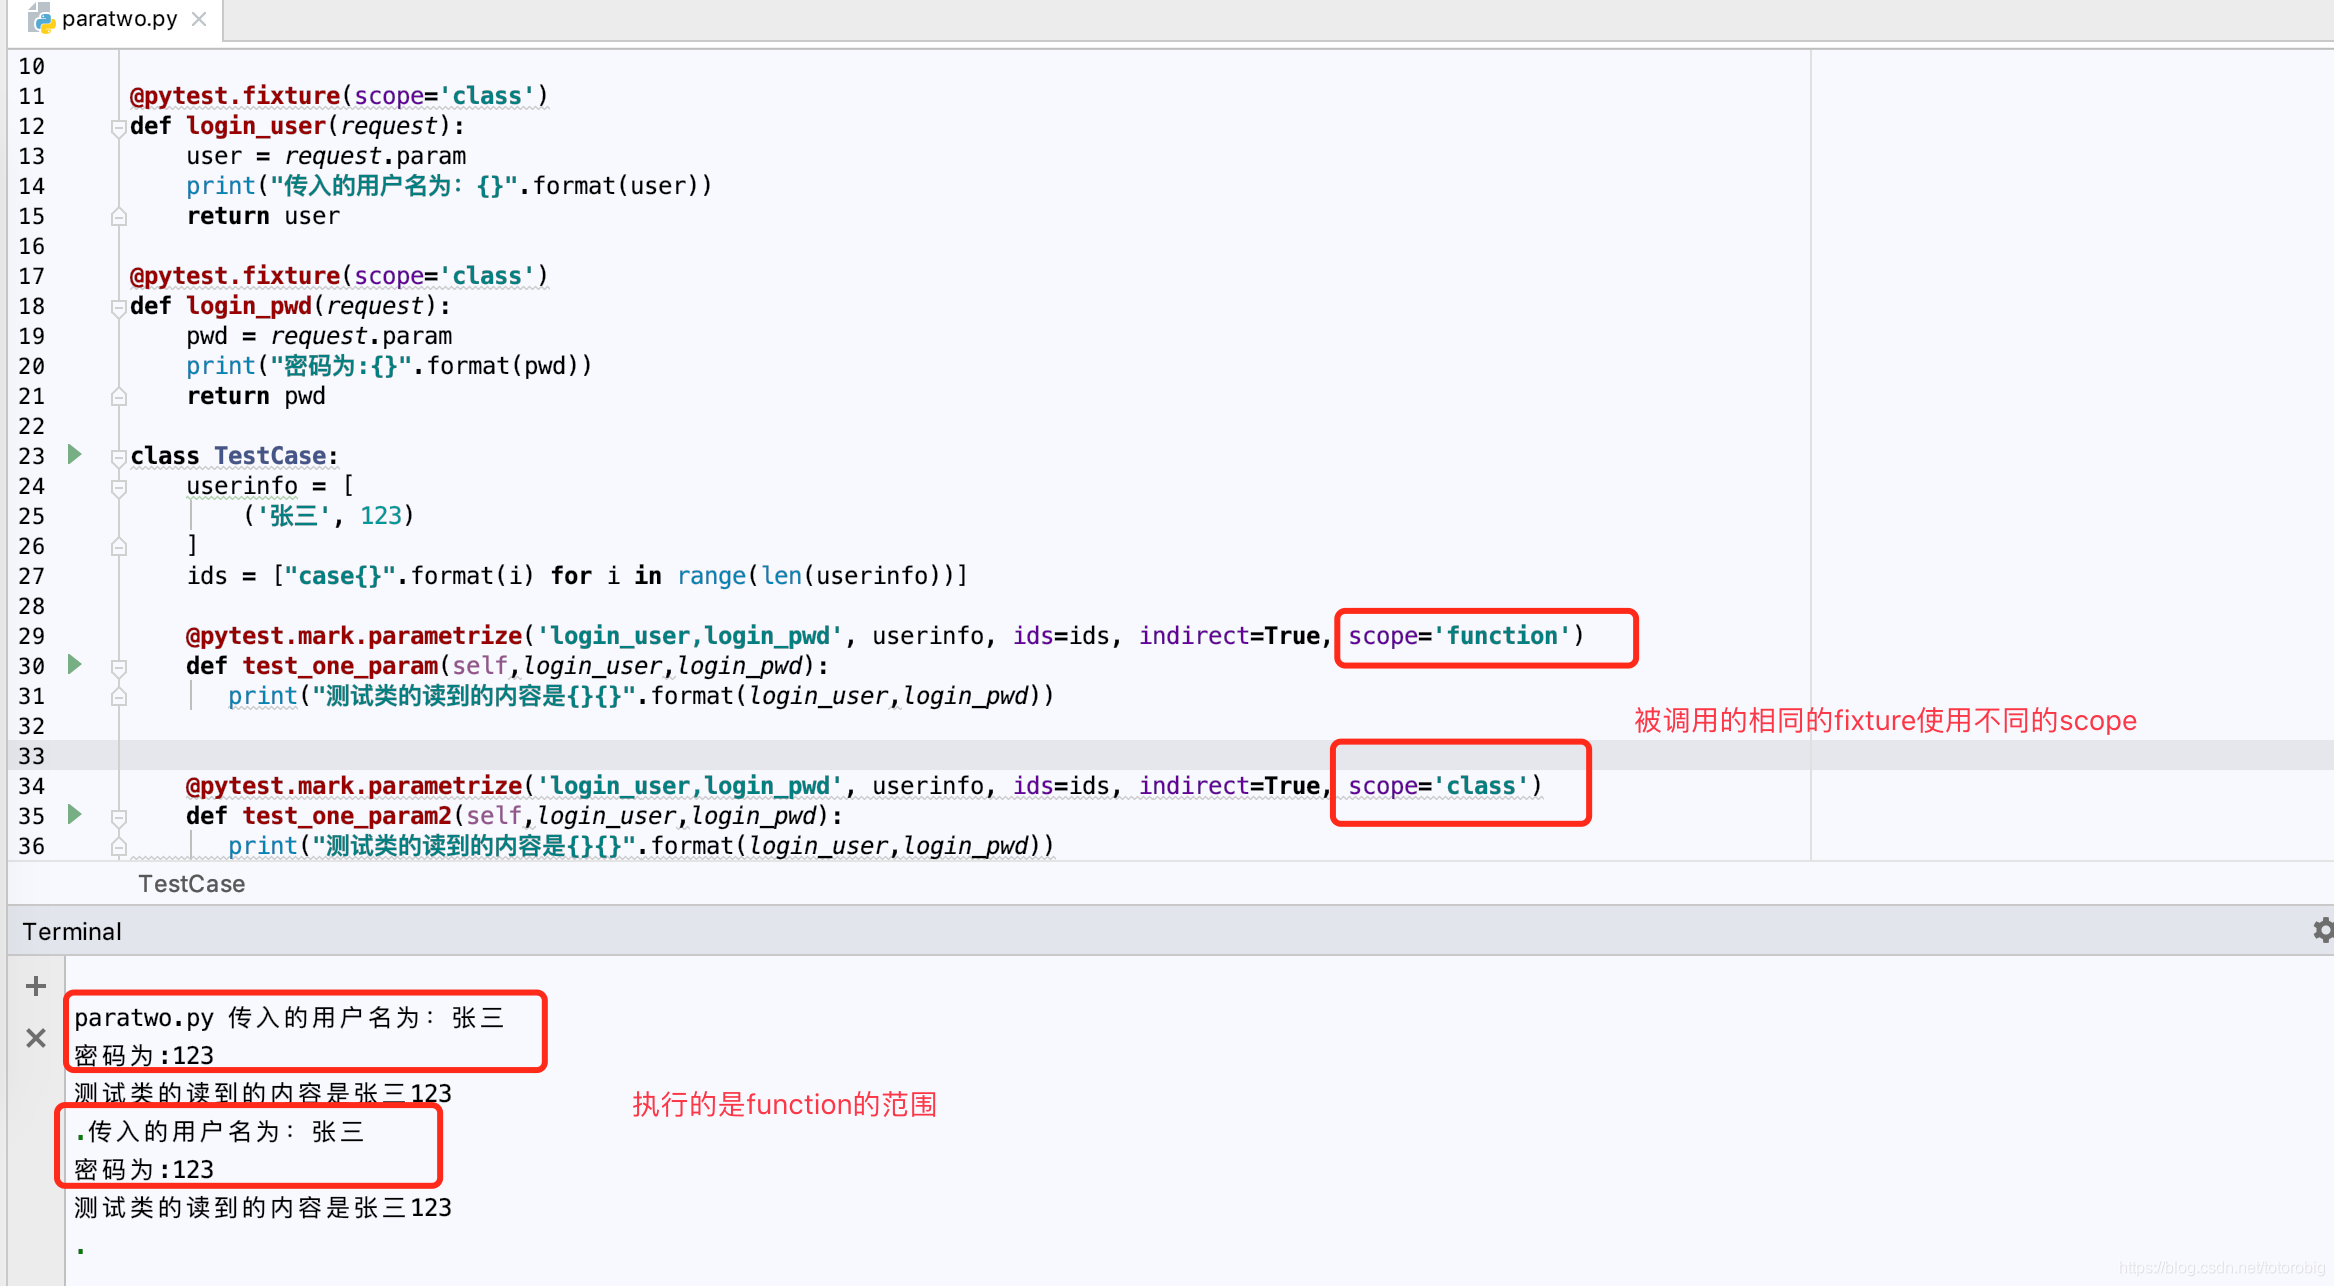 paratwo.py
10
11 @pytest.fixture(scope='class')
12 def login_user(request):
13     user = request.param
14     print("传入的用户名为：{}".format(user))
15     return user
16
17 @pytest.fixture(scope='class')
18 def login_pwd(request):
19     pwd = request.param
20     print("密码为:{}".format(pwd))
21     return pwd
22
23 class TestCase:
24     userinfo = [
25         ('张三', 123)
26     ]
27     ids = ["case{}".format(i) for i in range(len(userinfo))]
28
29     @pytest.mark.parametrize('login_user,login_pwd', userinfo, ids=ids, indirect=True, scope='function')
30     def test_one_param(self,login_user,login_pwd):
31        print("测试类的读到的内容是{}{}".format(login_user,login_pwd))
32
被调用的相同的fixture使用不同的scope
33
34     @pytest.mark.parametrize('login_user,login_pwd', userinfo, ids=ids, indirect=True, scope='class')
35     def test_one_param2(self,login_user,login_pwd):
36        print("测试类的读到的内容是{}{}".format(login_user,login_pwd))
TestCase
Terminal
paratwo.py 传入的用户名为：张三
密码为:123
测试类的读到的内容是张三123
执行的是function的范围
.传入的用户名为：张三
密码为:123
测试类的读到的内容是张三123
.
https://blog.csdn.net/totorobig